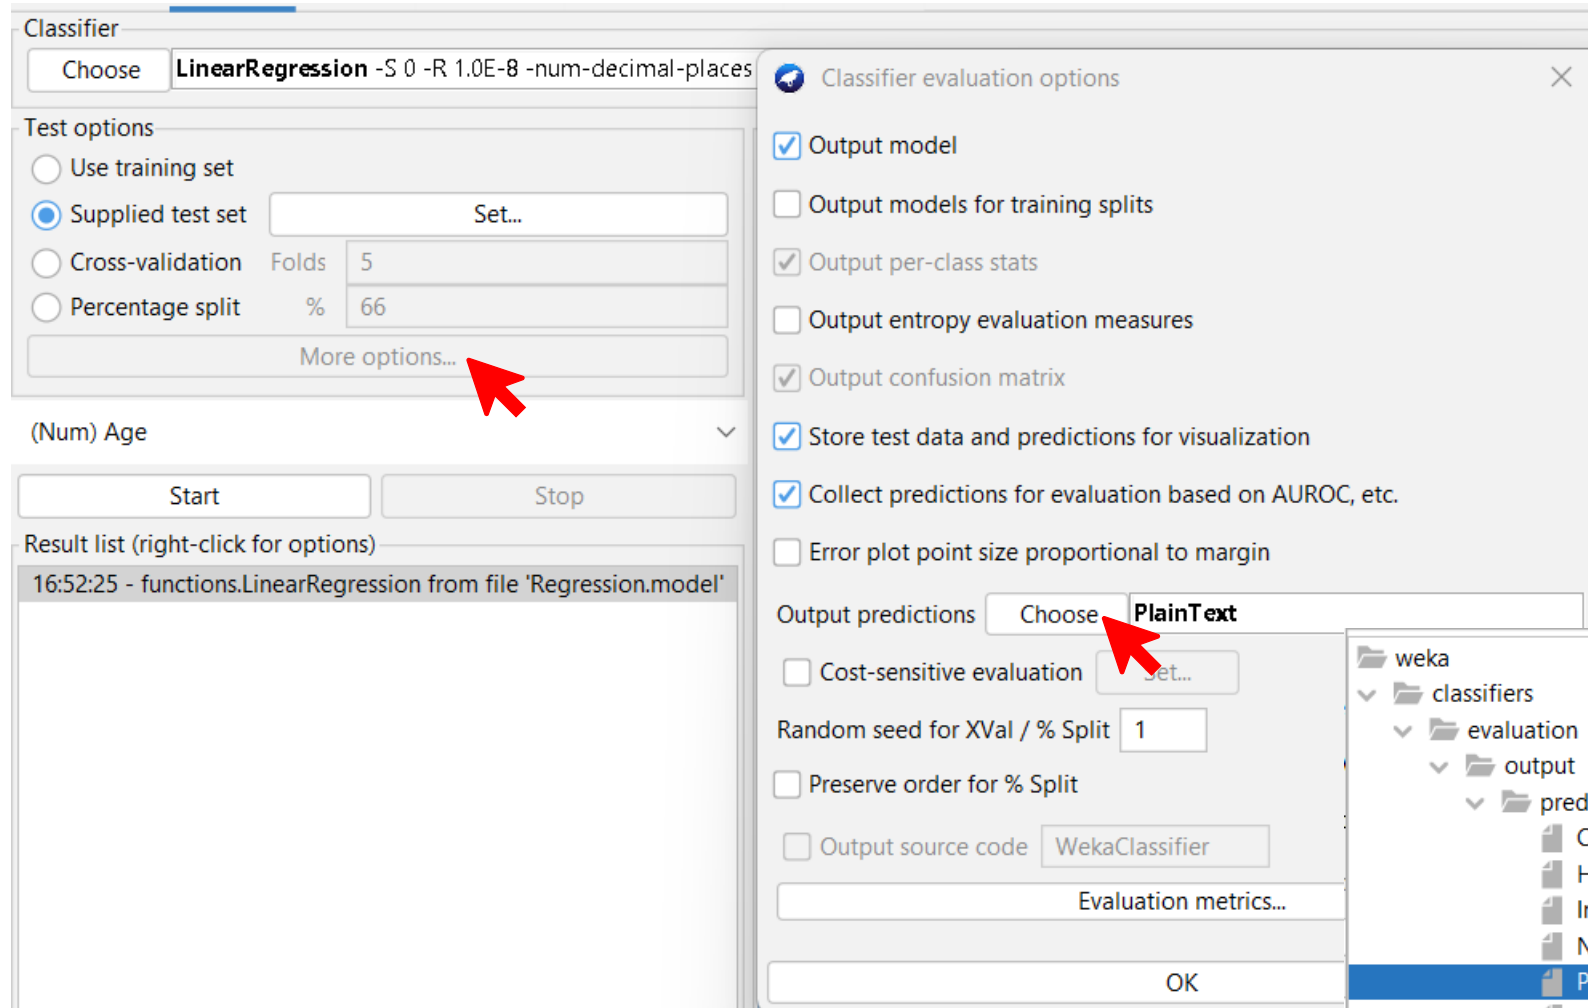 Classifier
Choose LinearRegression -S 0 -R 1.0E-8 -num-decimal-places
Test options
Use training set
Supplied test set Set...
Cross-validation Folds 5
Percentage split % 66
More options...
(Num) Age
Start Stop
Result list (right-click for options)
16:52:25 - functions.LinearRegression from file 'Regression.model'
Classifier evaluation options
Output model
Output models for training splits
Output per-class stats
Output entropy evaluation measures
Output confusion matrix
Store test data and predictions for visualization
Collect predictions for evaluation based on AUROC, etc.
Error plot point size proportional to margin
Output predictions Choose PlainText
Cost-sensitive evaluation Set...
Random seed for XVal / % Split 1
Preserve order for % Split
Output source code WekaClassifier
Evaluation metrics...
OK
weka
classifiers
evaluation
output